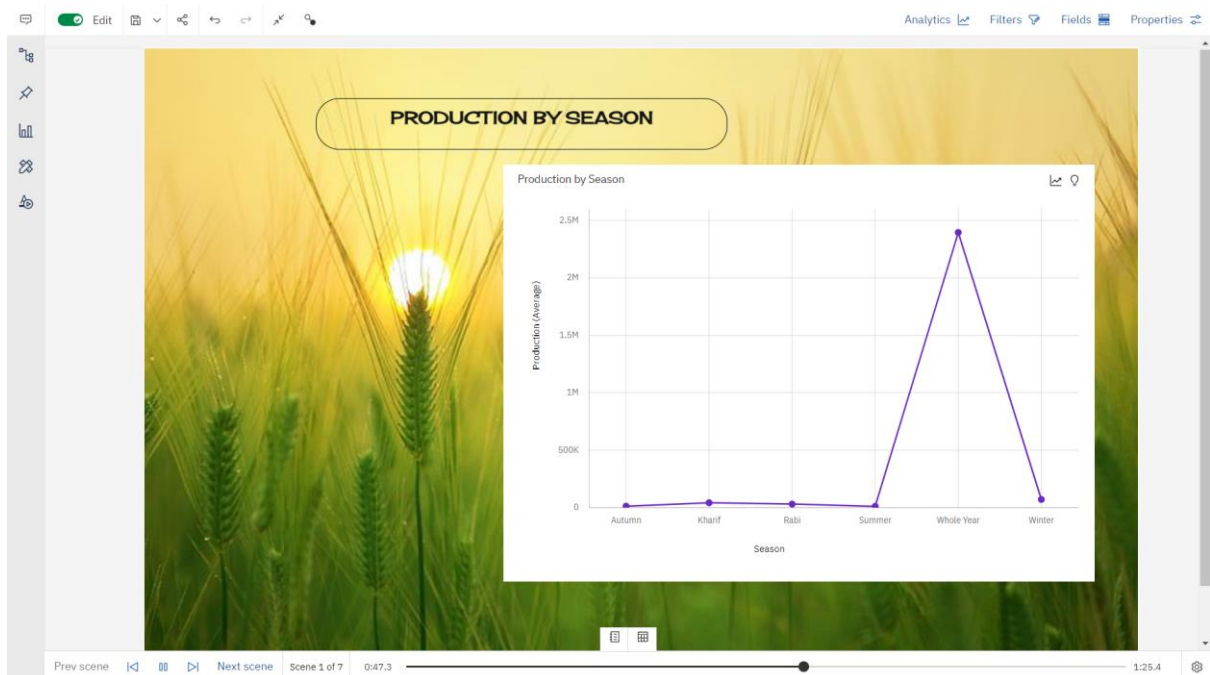 Edit
Analytics Filters Fields Properties
PRODUCTION BY SEASON
Production by Season
2.5M
2M
1.5M
1M
500K
0
Production (Average)
Autumn Kharif Rabi Summer Whole Year Winter
Season
Prev scene Next scene Scene 1 of 7 0:47.3 1:25.4